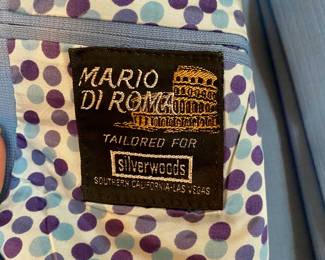 MARIO
DI ROMA
TAILORED FOR
silverwoods
SOUTHERN CALIFORNIA-LAS VEGAS